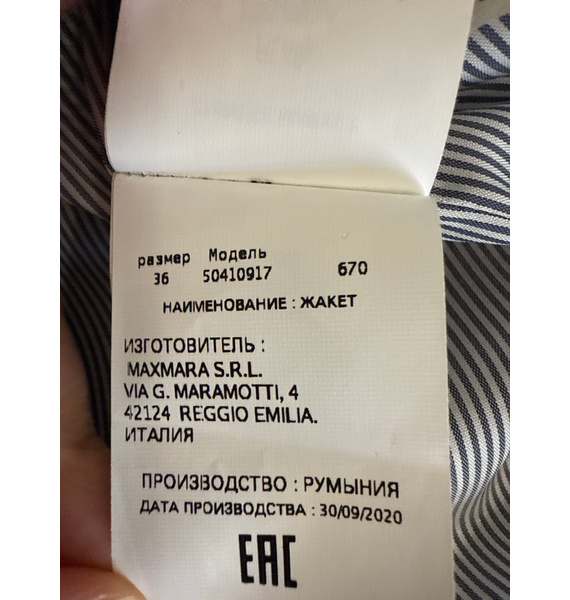 размер Модель
36 50410917 670
НАИМЕНОВАНИЕ : ЖАКЕТ
ИЗГОТОВИТЕЛЬ :
MAXMARA S.R.L.
VIA G. MARAMOTTI, 4
42124 REGGIO EMILIA.
ИТАЛИЯ
ПРОИЗВОДСТВО : РУМЫНИЯ
ДАТА ПРОИЗВОДСТВА : 30/09/2020
EAC